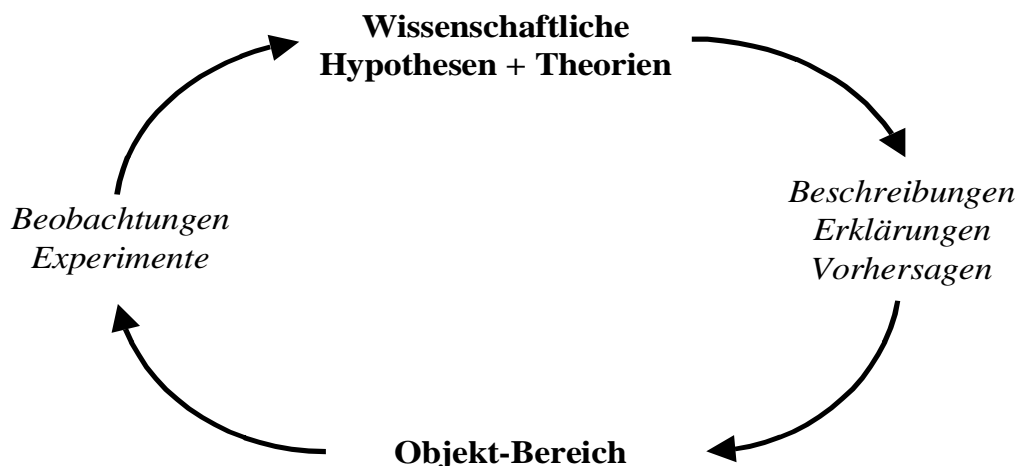 Wissenschaftliche
Hypothesen + Theorien
Beschreibungen
Erklärungen
Vorhersagen
Beobachtungen
Experimente
Objekt-Bereich